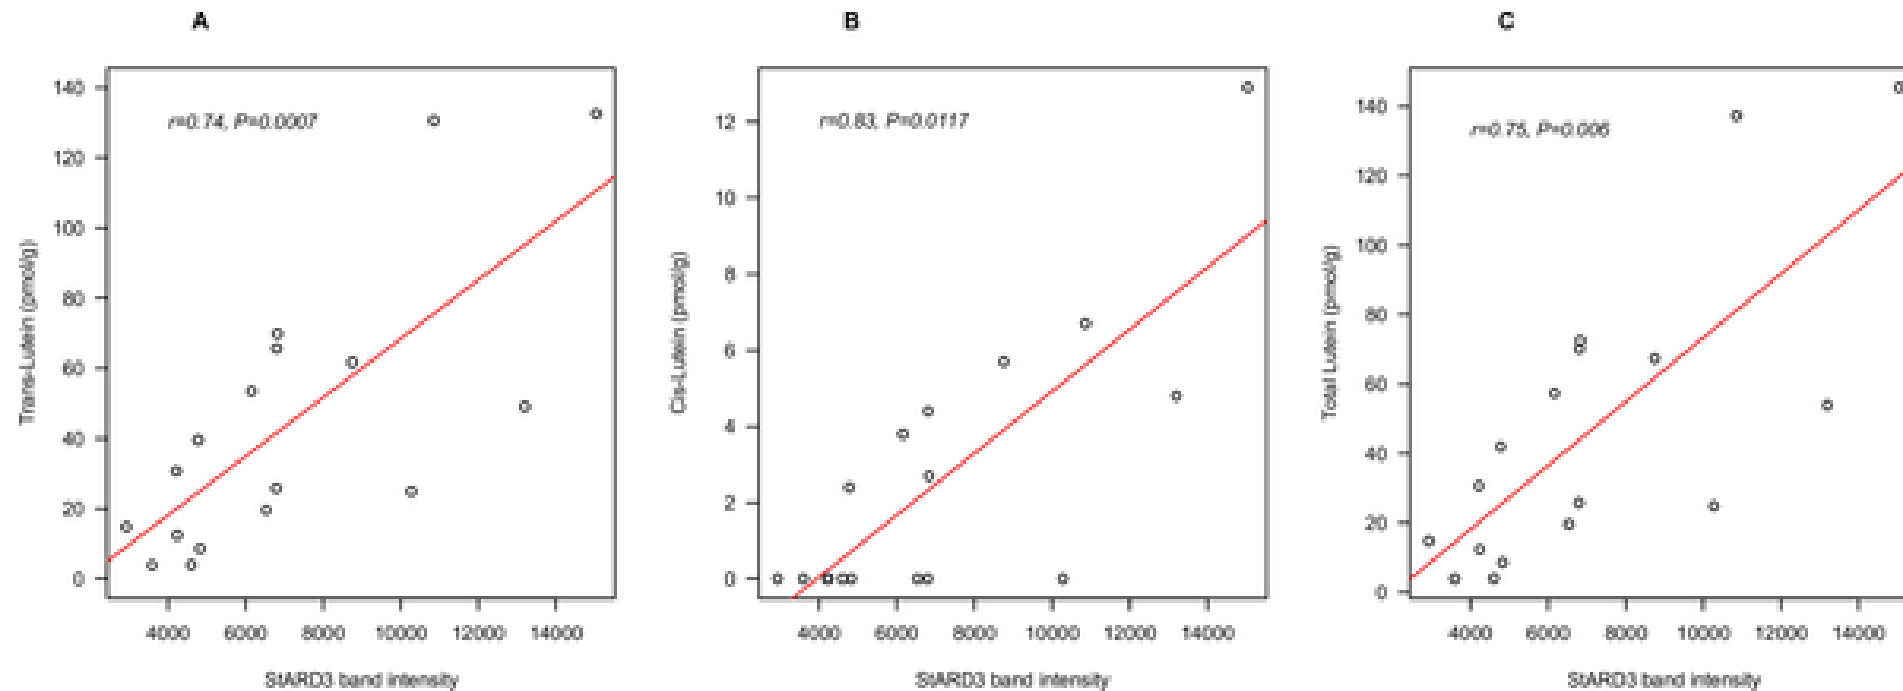 A
B
C
r=0.74, P=0.0007
r=0.83, P=0.0117
r=0.75, P=0.006
Trans-Lutein (pmol/g)
140
120
100
80
60
40
20
0
4000 6000 8000 10000 12000 14000
StARD3 band intensity
Cis-Lutein (pmol/g)
12
10
8
6
4
2
0
4000 6000 8000 10000 12000 14000
StARD3 band intensity
Total Lutein (pmol/g)
140
120
100
80
60
40
20
0
4000 6000 8000 10000 12000 14000
StARD3 band intensity